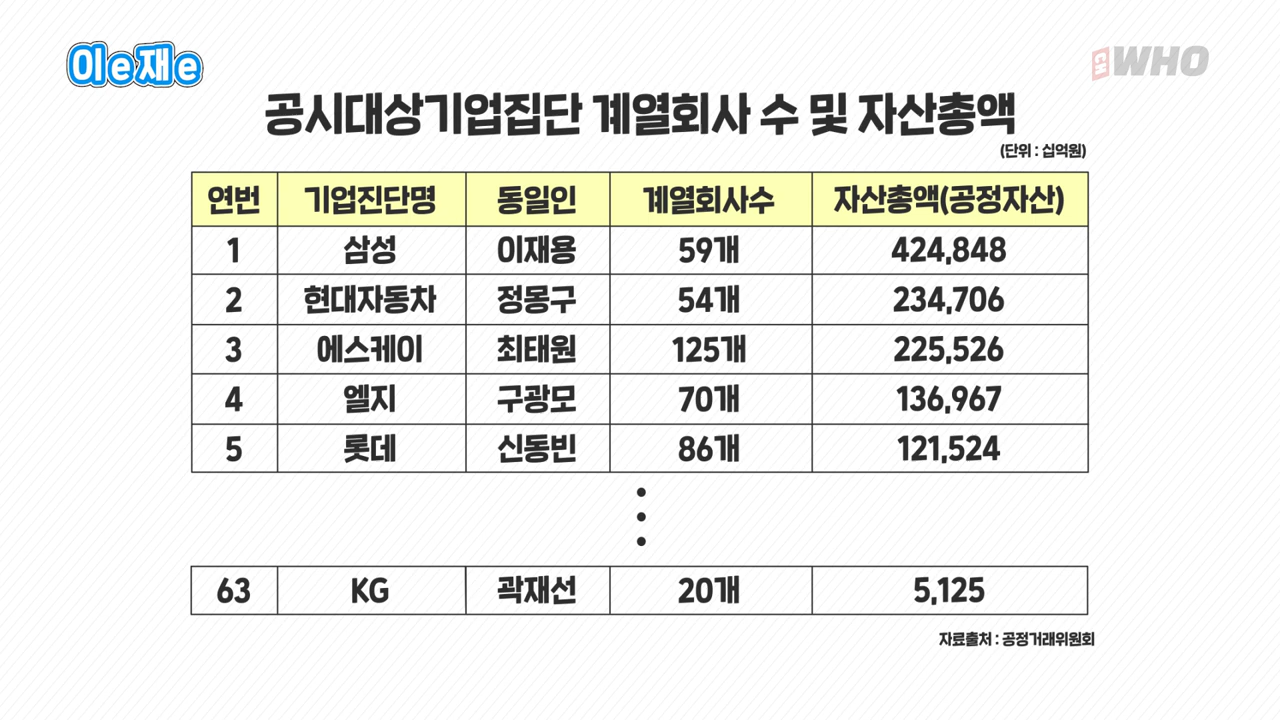 이e재e
CH WHO
공시대상기업집단 계열회사 수 및 자산총액
(단위 : 십억원)
연번 기업진단명 동일인 계열회사수 자산총액(공정자산)
1 삼성 이재용 59개 424,848
2 현대자동차 정몽구 54개 234,706
3 에스케이 최태원 125개 225,526
4 엘지 구광모 70개 136,967
5 롯데 신동빈 86개 121,524
63 KG 곽재선 20개 5,125
자료출처 : 공정거래위원회